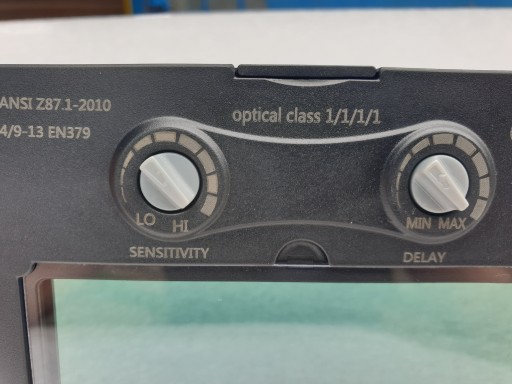 ANSI Z87.1-2010
4/9-13 EN379
optical class 1/1/1/1
LO HI
SENSITIVITY
MIN MAX
DELAY